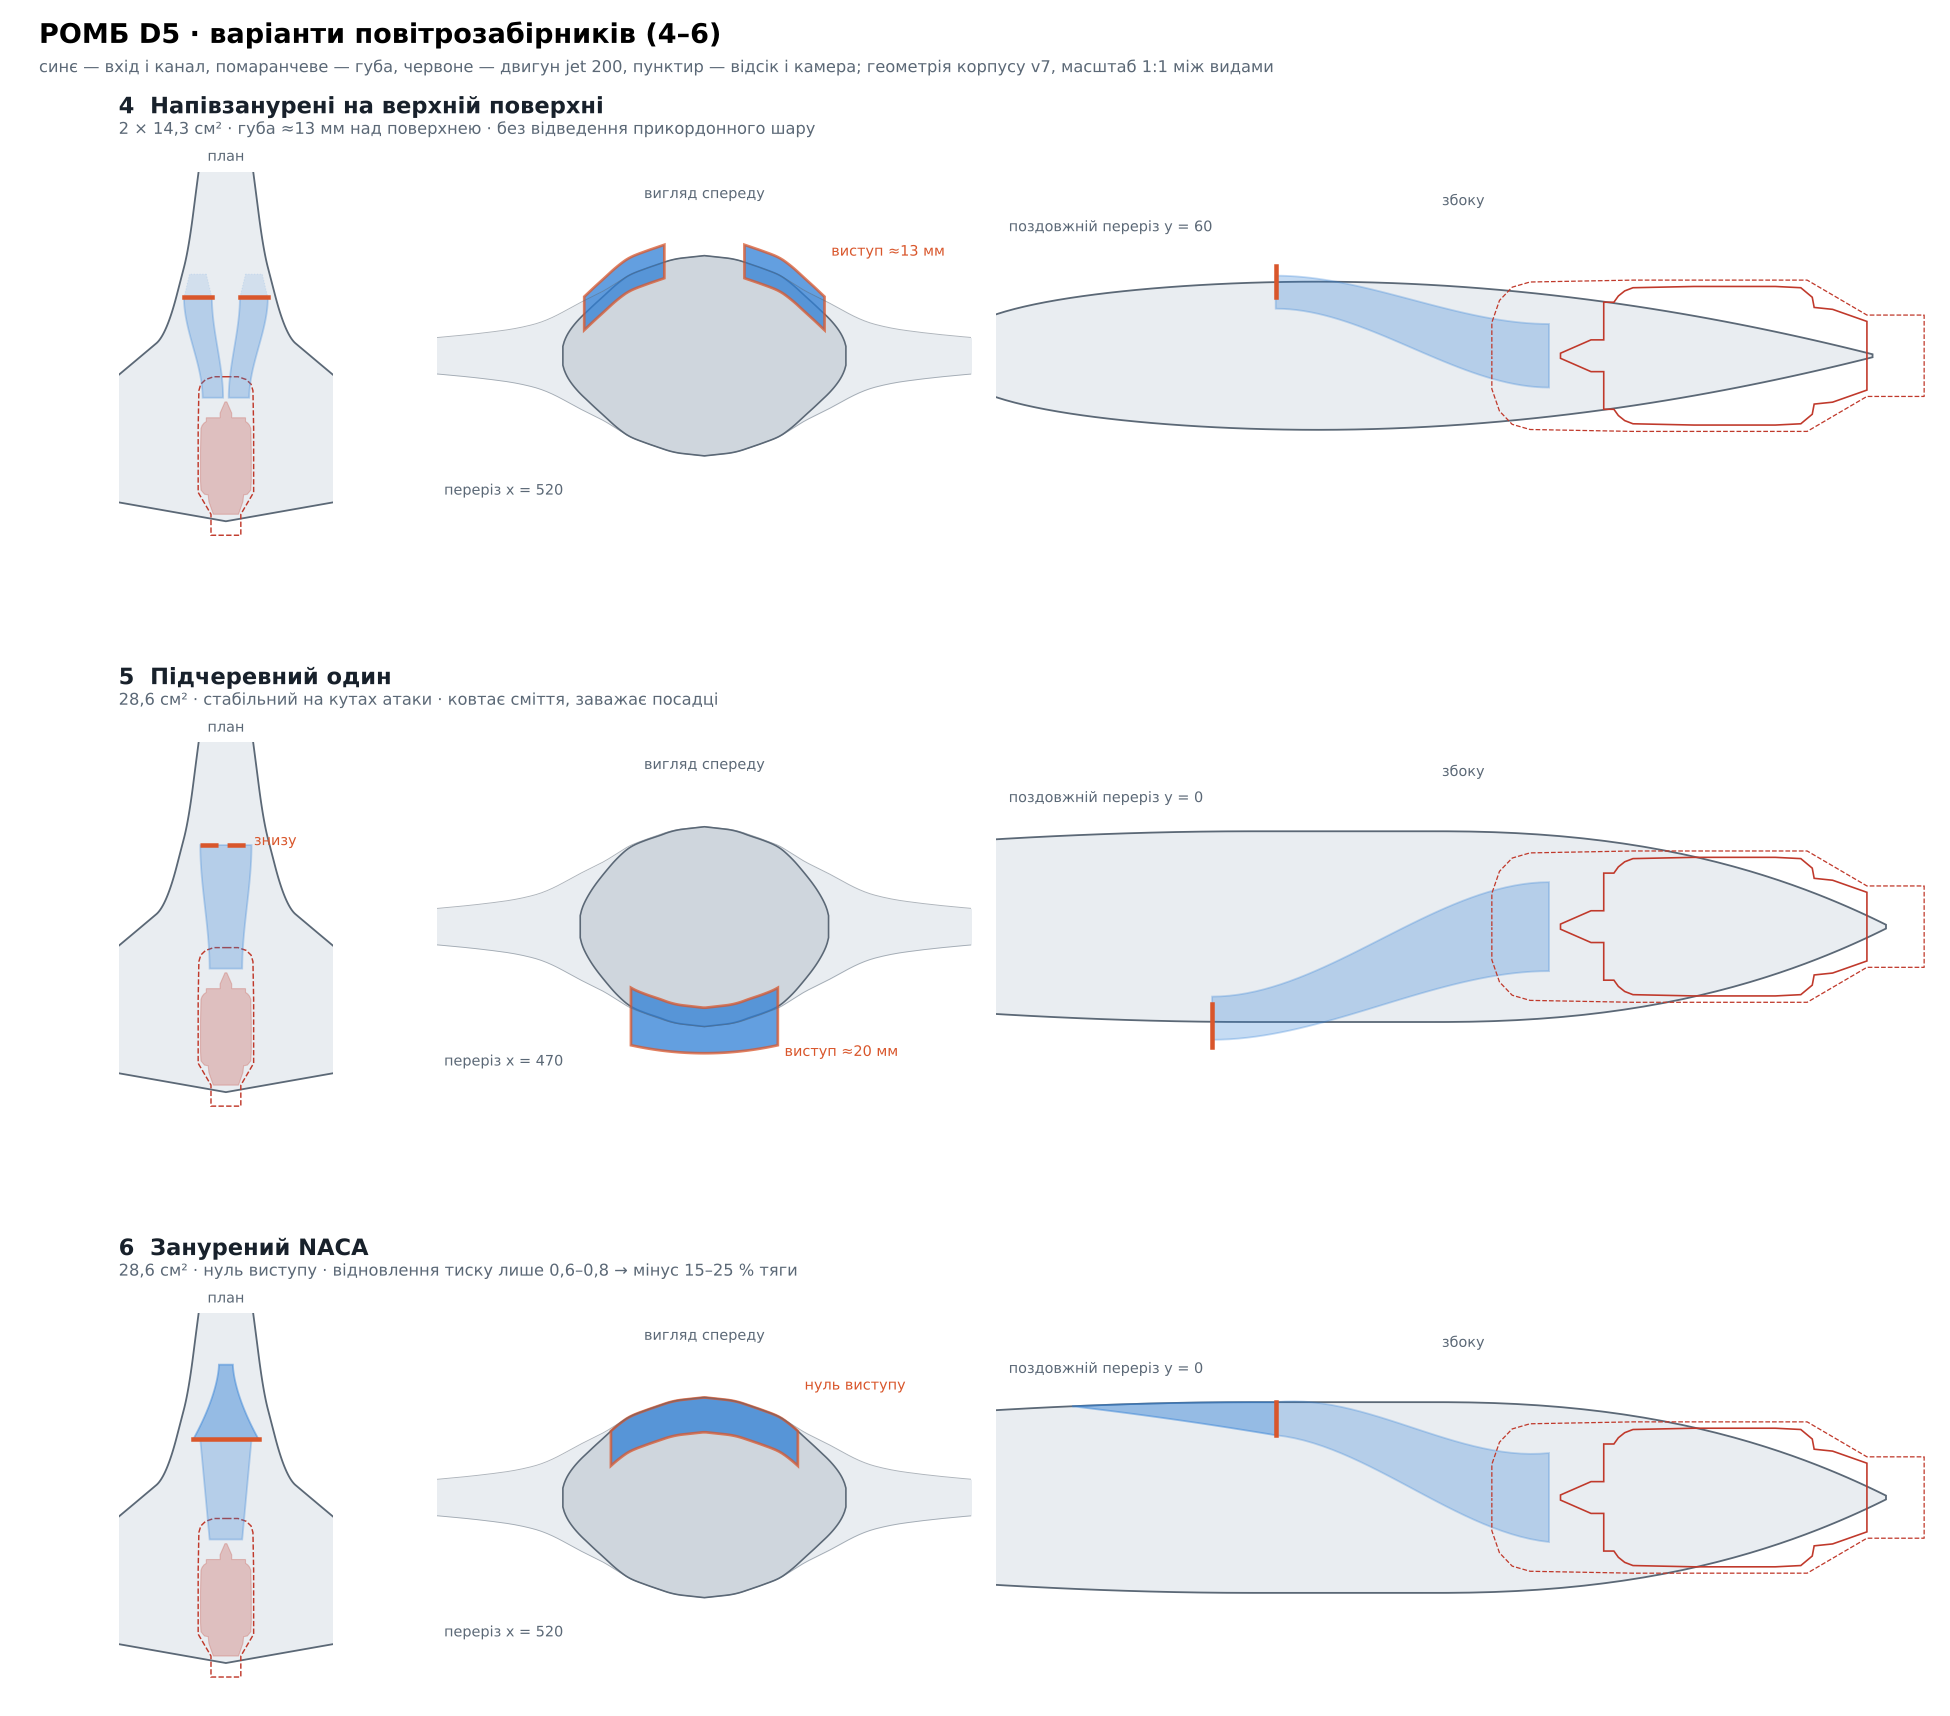 РОМБ D5 · варіанти повітрозабірників (4–6)
синє — вхід і канал, помаранчеве — губа, червоне — двигун jet 200, пунктир — відсік і камера; геометрія корпусу v7, масштаб 1:1 між видами
4 Напівзанурені на верхній поверхні
2 × 14,3 см² · губа ≈13 мм над поверхнею · без відведення прикордонного шару
план
вигляд спереду
збоку
поздовжній переріз y = 60
виступ ≈13 мм
переріз x = 520
5 Підчеревний один
28,6 см² · стабільний на кутах атаки · ковтає сміття, заважає посадці
план
вигляд спереду
збоку
поздовжній переріз y = 0
знизу
виступ ≈20 мм
переріз x = 470
6 Занурений NACA
28,6 см² · нуль виступу · відновлення тиску лише 0,6–0,8 → мінус 15–25 % тяги
план
вигляд спереду
збоку
поздовжній переріз y = 0
нуль виступу
переріз x = 520